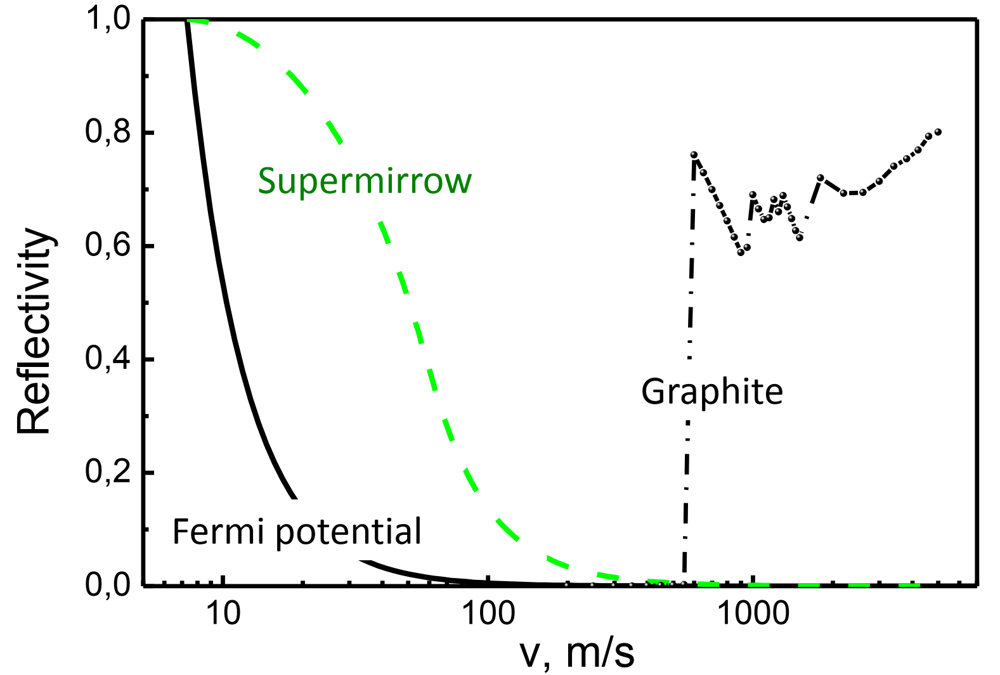 1,0
0,8
0,6
0,4
0,2
0,0
Reflectivity
Supermirrow
Graphite
Fermi potential
10 100 1000
v, m/s